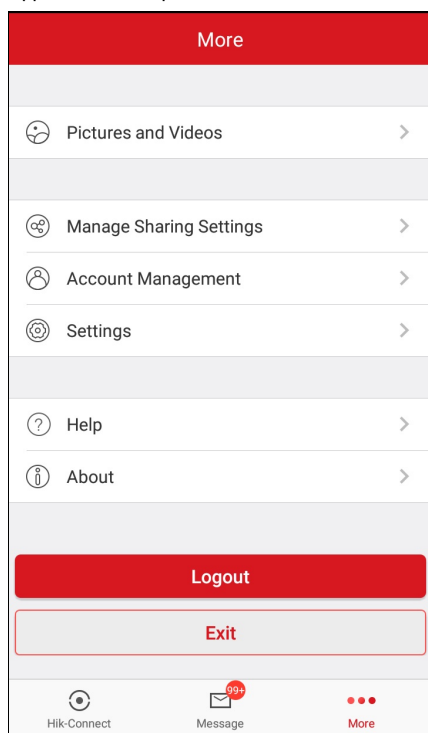 More
Pictures and Videos
Manage Sharing Settings
Account Management
Settings
Help
About
Logout
Exit
99+
Hik-Connect
Message
More